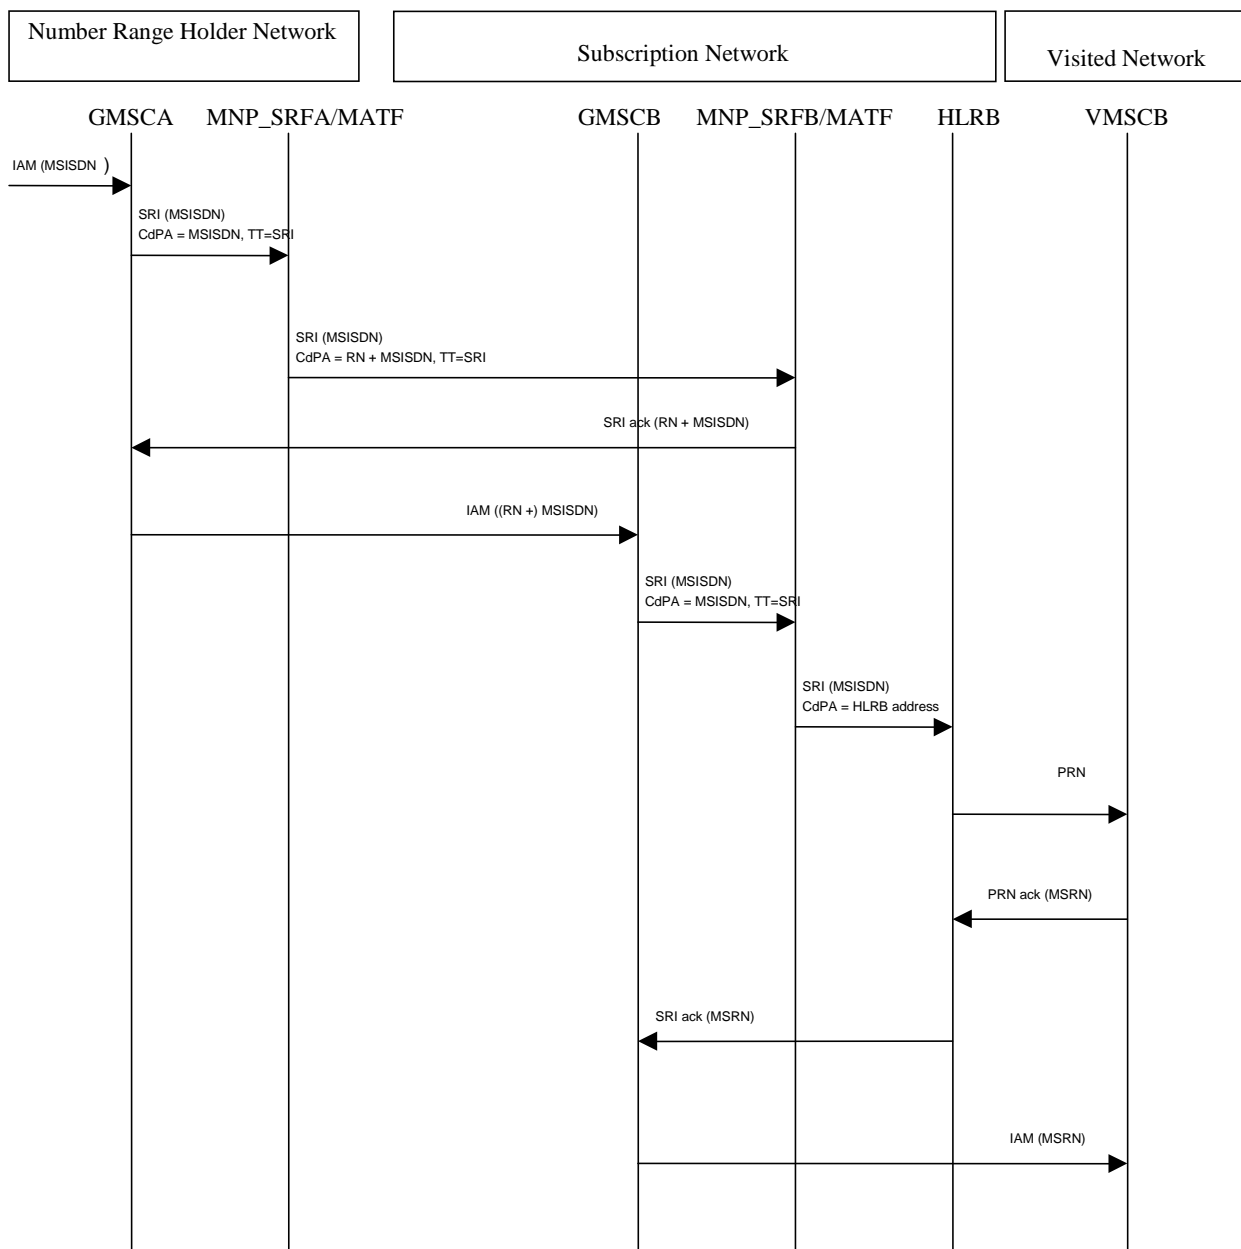 Number Range Holder Network
Subscription Network
Visited Network
GMSCA
MNP_SRFA/MATF
GMSCB
MNP_SRFB/MATF
HLRB
VMSCB
IAM (MSISDN )
SRI (MSISDN)
CdPA = MSISDN, TT=SRI
SRI (MSISDN)
CdPA = RN + MSISDN, TT=SRI
SRI ack (RN + MSISDN)
IAM ((RN +) MSISDN)
SRI (MSISDN)
CdPA = MSISDN, TT=SRI
SRI (MSISDN)
CdPA = HLRB address
PRN
PRN ack (MSRN)
SRI ack (MSRN)
IAM (MSRN)